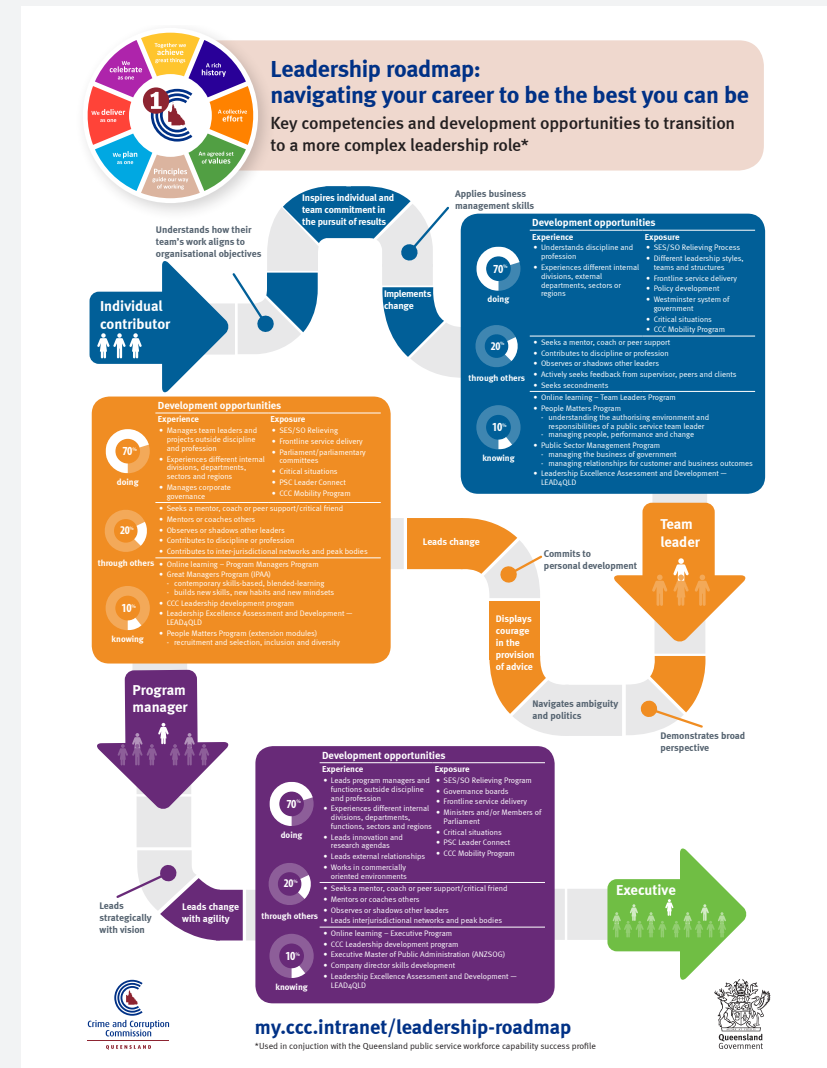 Together we
achieve
great things
A rich
history
A collective
effort
An agreed set
of values
Principles
guide our way
of working
We plan
as one
We deliver
as one
We
celebrate
as one
1
Leadership roadmap:
navigating your career to be the best you can be
Key competencies and development opportunities to transition
to a more complex leadership role*
Individual
contributor
Understands how their
team's work aligns to
organisational objectives
Inspires individual and
team commitment in
the pursuit of results
Applies business
management skills
Implements
change
Development opportunities
70%
doing
Experience
• Understands discipline and
profession
• Experiences different internal
divisions, external
departments, sectors or
regions
Exposure
• SES/SO Relieving Process
• Different leadership styles,
teams and structures
• Frontline service delivery
• Policy development
• Westminster system of
government
• Critical situations
• CCC Mobility Program
20%
through others
• Seeks a mentor, coach or peer support
• Contributes to discipline or profession
• Observes or shadows other leaders
• Actively seeks feedback from supervisor, peers and clients
• Seeks secondments
10%
knowing
• Online learning – Team Leaders Program
• People Matters Program
- understanding the authorising environment and
responsibilities of a public service team leader
- managing people, performance and change
• Public Sector Management Program
- managing the business of government
- managing relationships for customer and business outcomes
• Leadership Excellence Assessment and Development —
LEAD4QLD
Team
leader
Demonstrates broad
perspective
Navigates ambiguity
and politics
Displays
courage
in the
provision
of advice
Commits to
personal development
Leads change
Development opportunities
70%
doing
Experience
• Manages team leaders and
projects outside discipline
and profession
• Experiences different internal
divisions, departments,
sectors and regions
• Manages corporate
governance
Exposure
• SES/SO Relieving
• Frontline service delivery
• Parliament/parliamentary
committees
• Critical situations
• PSC Leader Connect
• CCC Mobility Program
20%
through others
• Seeks a mentor, coach or peer support/critical friend
• Mentors or coaches others
• Observes or shadows other leaders
• Contributes to discipline or profession
• Contributes to inter-jurisdictional networks and peak bodies
10%
knowing
• Online learning – Program Managers Program
• Great Managers Program (IPAA)
- contemporary skills-based, blended-learning
- builds new skills, new habits and new mindsets
• CCC Leadership development program
• Leadership Excellence Assessment and Development —
LEAD4QLD
• People Matters Program (extension modules)
- recruitment and selection, inclusion and diversity
Program
manager
Leads
strategically
with vision
Leads change
with agility
Development opportunities
70%
doing
Experience
• Leads program managers and
functions outside discipline
and profession
• Experiences different internal
divisions, departments,
functions, sectors and regions
• Leads innovation and
research agendas
• Leads external relationships
• Works in commercially
oriented environments
Exposure
• SES/SO Relieving Program
• Governance boards
• Frontline service delivery
• Ministers and/or Members of
Parliament
• Critical situations
• PSC Leader Connect
• CCC Mobility Program
20%
through others
• Seeks a mentor, coach or peer support/critical friend
• Mentors or coaches others
• Observes or shadows other leaders
• Leads interjurisdictional networks and peak bodies
10%
knowing
• Online learning – Executive Program
• CCC Leadership development program
• Executive Master of Public Administration (ANZSOG)
• Company director skills development
• Leadership Excellence Assessment and Development —
LEAD4QLD
Executive
Crime and Corruption
Commission
QUEENSLAND
my.ccc.intranet/leadership-roadmap
*Used in conjuction with the Queensland public service workforce capability success profile
Queensland
Government